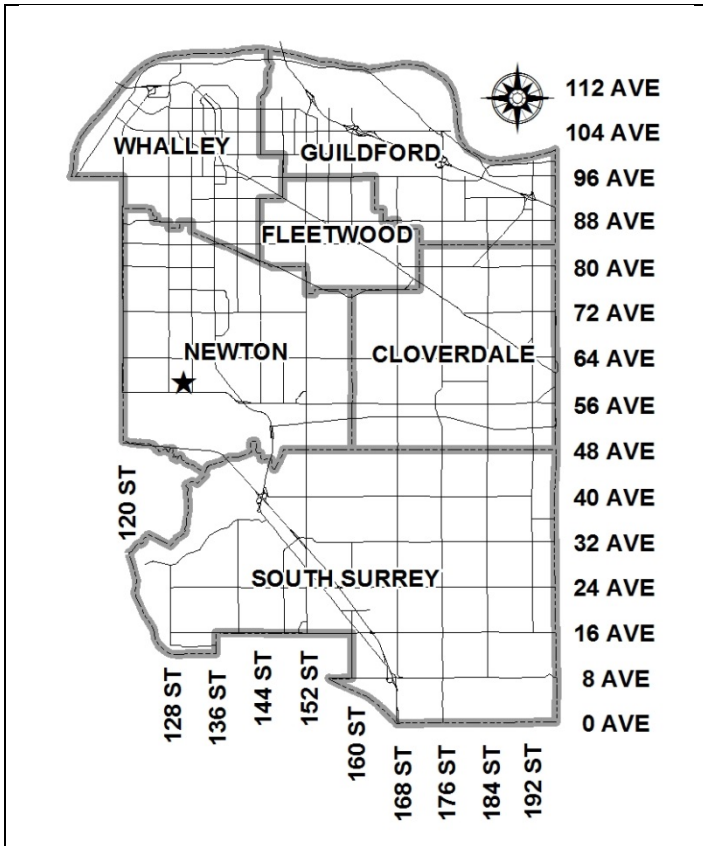 112 AVE
104 AVE
WHALLEY
GUILDFORD
96 AVE
88 AVE
FLEETWOOD
80 AVE
72 AVE
NEWTON
CLOVERDALE
64 AVE
56 AVE
48 AVE
120 ST
40 AVE
32 AVE
SOUTH SURREY
24 AVE
16 AVE
128 ST
136 ST
144 ST
152 ST
160 ST
8 AVE
0 AVE
168 ST
176 ST
184 ST
192 ST